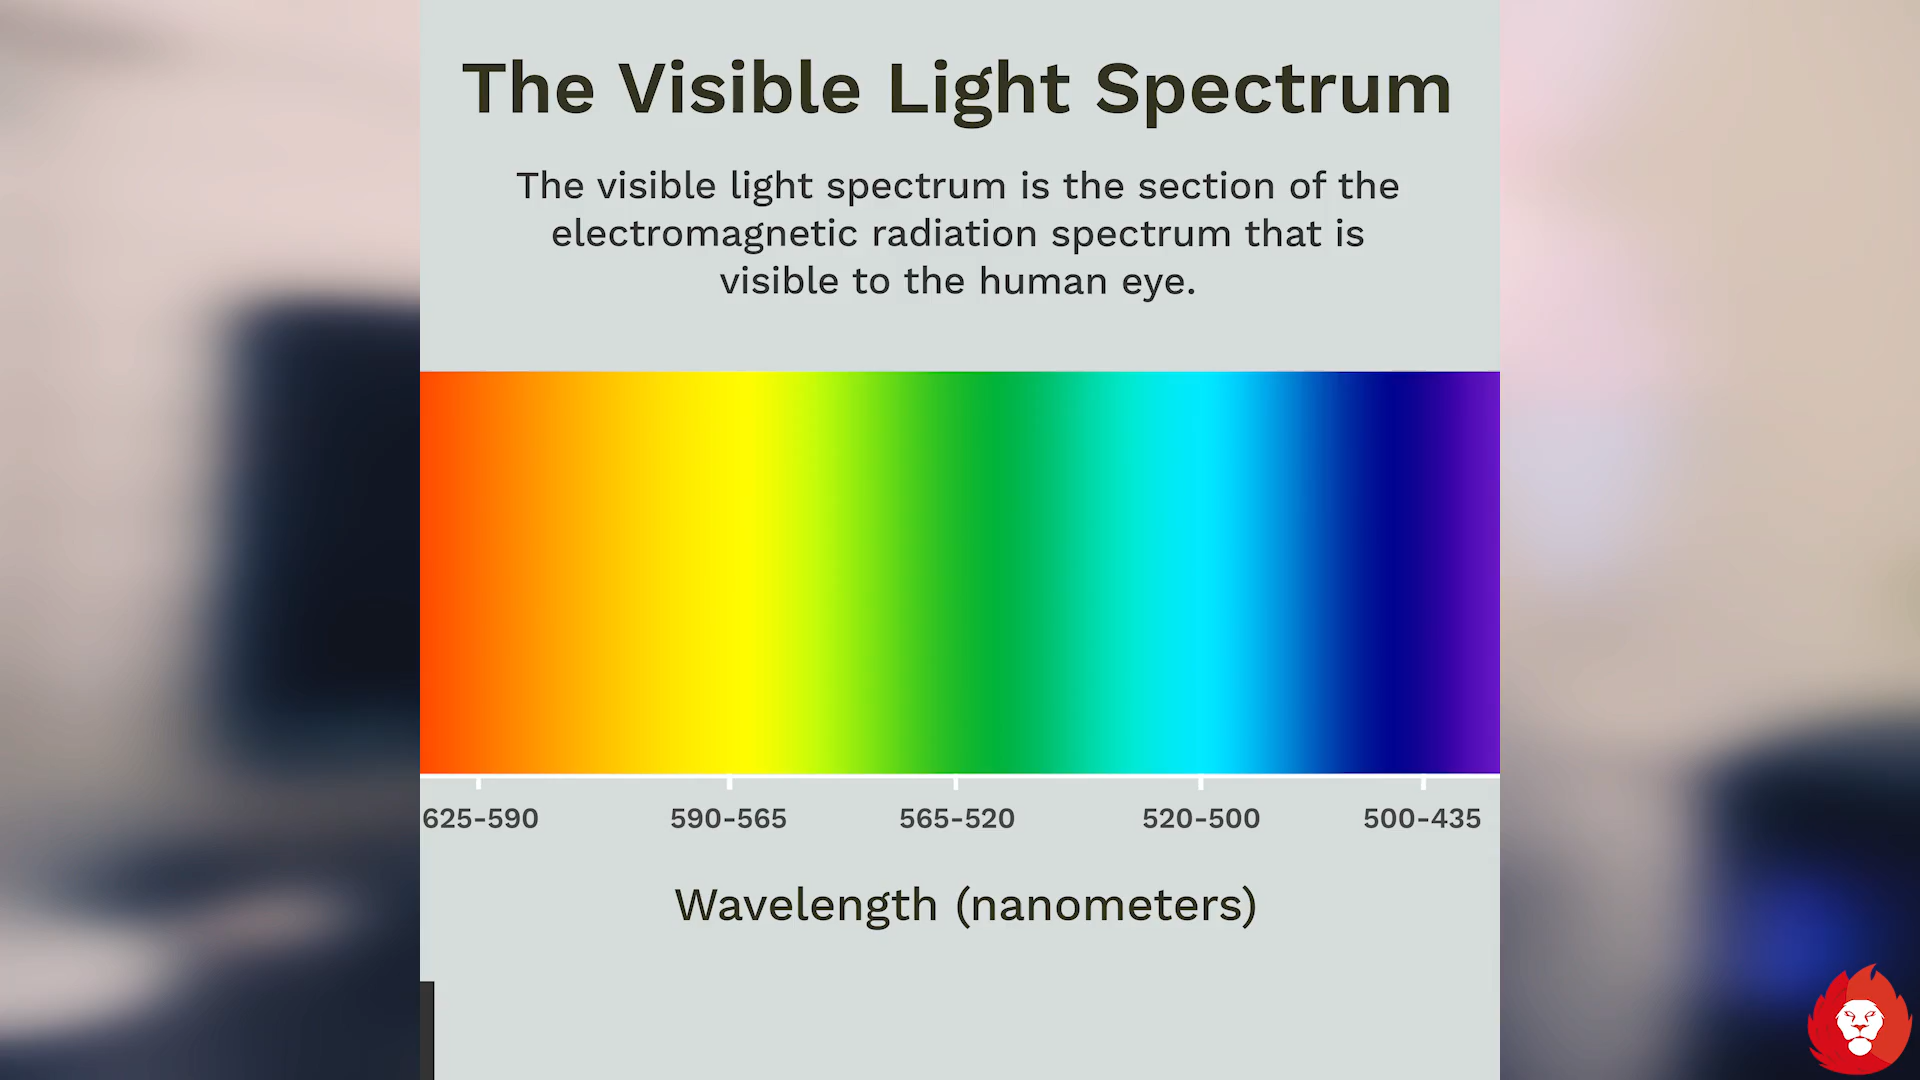 The Visible Light Spectrum
The visible light spectrum is the section of the
electromagnetic radiation spectrum that is
visible to the human eye.
625-590 590-565 565-520 520-500 500-435
Wavelength (nanometers)